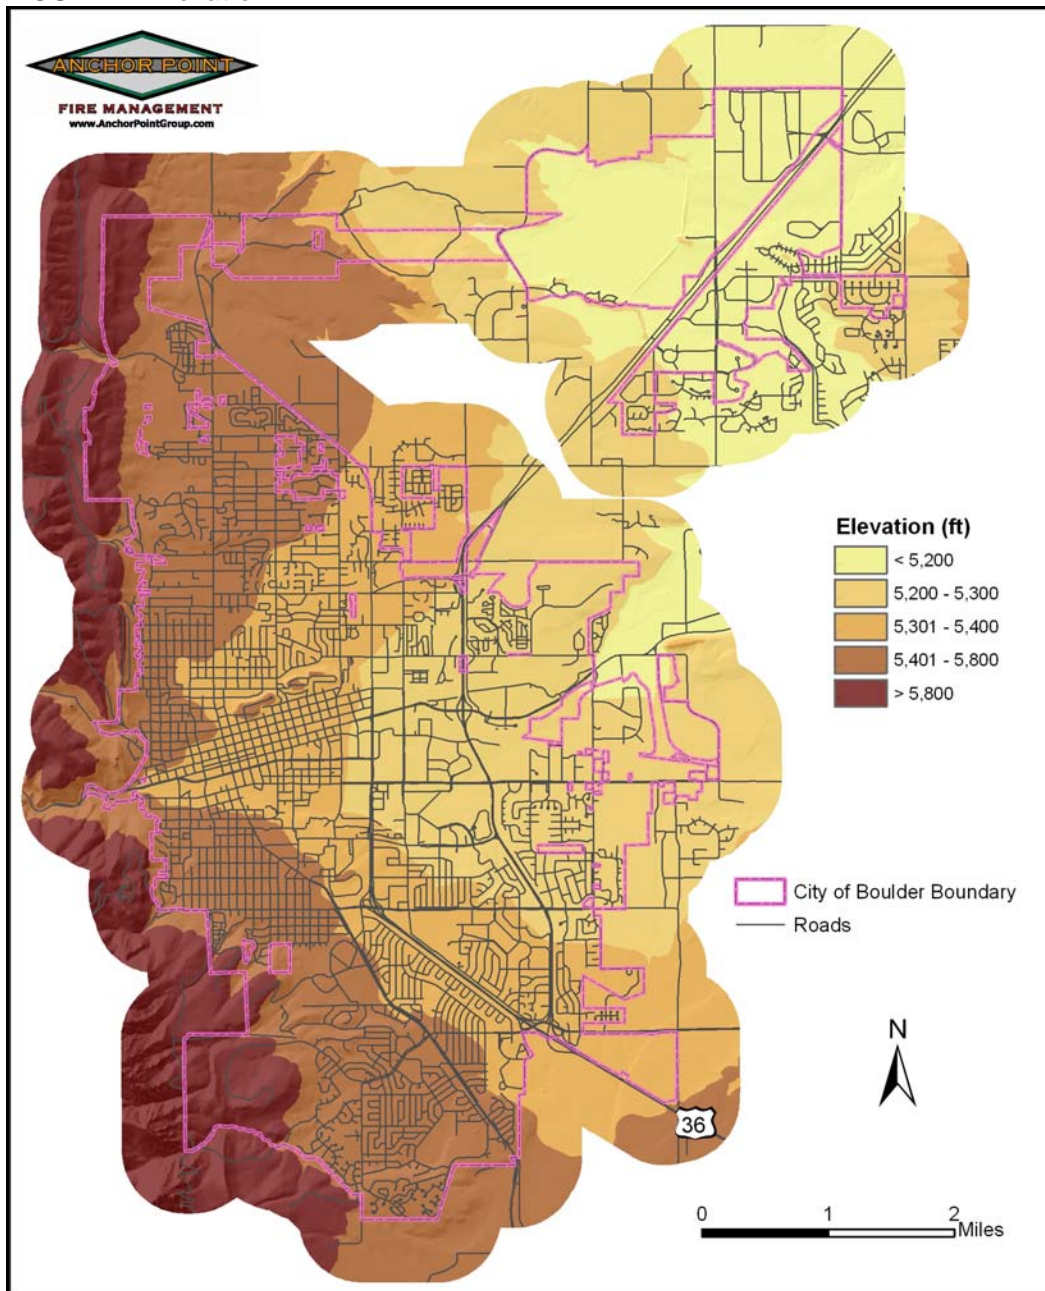 ANCHOR POINT
FIRE MANAGEMENT
www.AnchorPointGroup.com
Elevation (ft)
< 5,200
5,200 - 5,300
5,301 - 5,400
5,401 - 5,800
> 5,800
City of Boulder Boundary
Roads
N
36
0 1 2
Miles